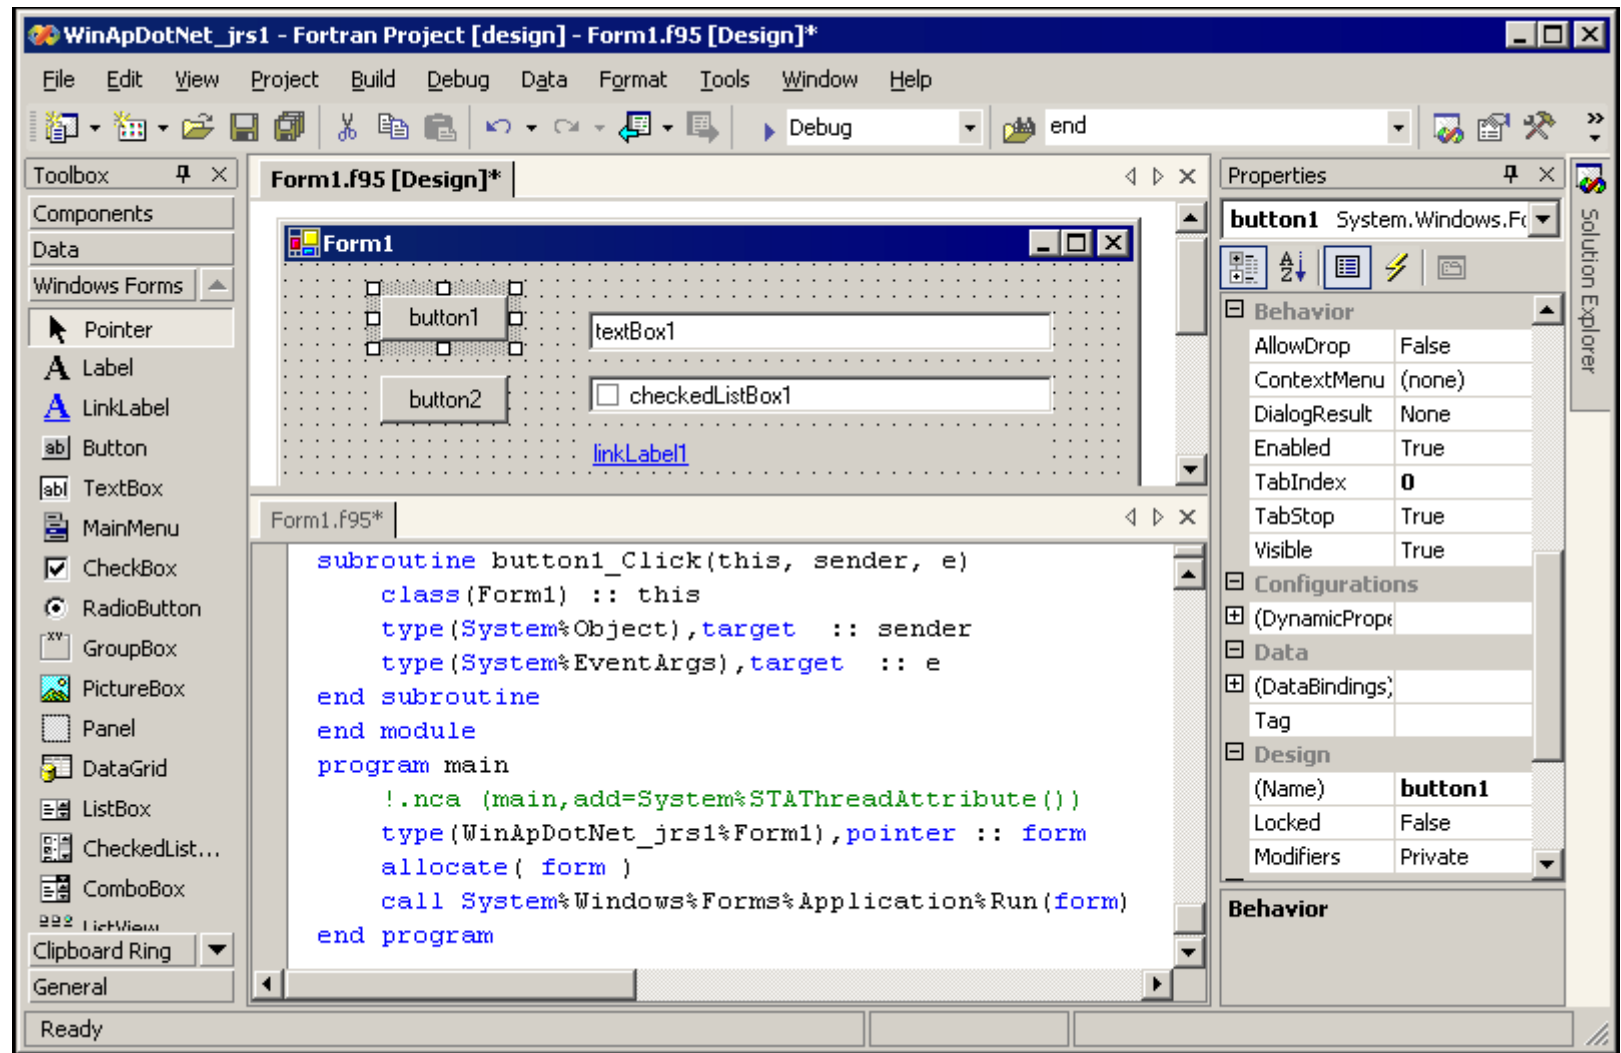 WinApDotNet_jrs1 - Fortran Project [design] - Form1.f95 [Design]*
File Edit View Project Build Debug Data Format Tools Window Help
Debug end
Toolbox
Components
Data
Windows Forms
Pointer
Label
LinkLabel
Button
TextBox
MainMenu
CheckBox
RadioButton
GroupBox
PictureBox
Panel
DataGrid
ListBox
CheckedList...
ComboBox
ListView
Clipboard Ring
General
Form1.f95 [Design]*
Form1
button1
textBox1
button2
checkedListBox1
linkLabel1
Form1.f95*
subroutine button1_Click(this, sender, e)
class(Form1) :: this
type(System%Object),target :: sender
type(System%EventArgs),target :: e
end subroutine
end module
program main
!.nca (main,add=System%STAThreadAttribute())
type(WinApDotNet_jrs1%Form1),pointer :: form
allocate( form )
call System%Windows%Forms%Application%Run(form)
end program
Properties
button1 System.Windows.Fo
Behavior
AllowDrop False
ContextMenu (none)
DialogResult None
Enabled True
TabIndex 0
TabStop True
Visible True
Configurations
(DynamicPrope
Data
(DataBindings)
Tag
Design
(Name) button1
Locked False
Modifiers Private
Behavior
Solution Explorer
Ready